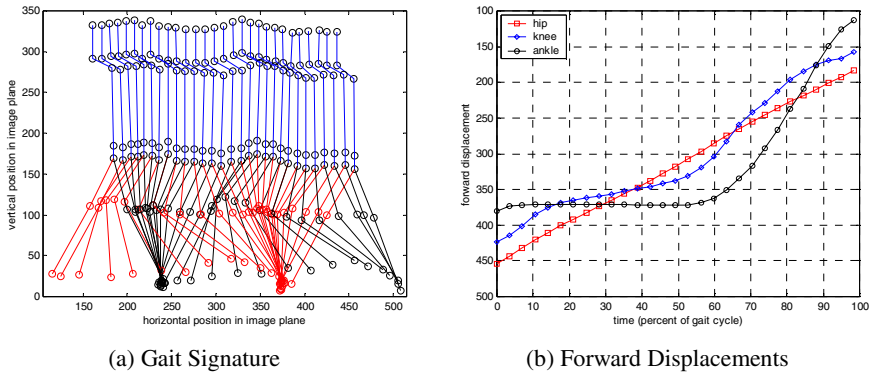 350
300
250
200
150
100
50
0
vertical position in image plane
150 200 250 300 350 400 450 500
horizontal position in image plane
(a) Gait Signature
100
150
200
250
300
350
400
450
500
forward displacement
hip
knee
ankle
0 10 20 30 40 50 60 70 80 90 100
time (percent of gait cycle)
(b) Forward Displacements